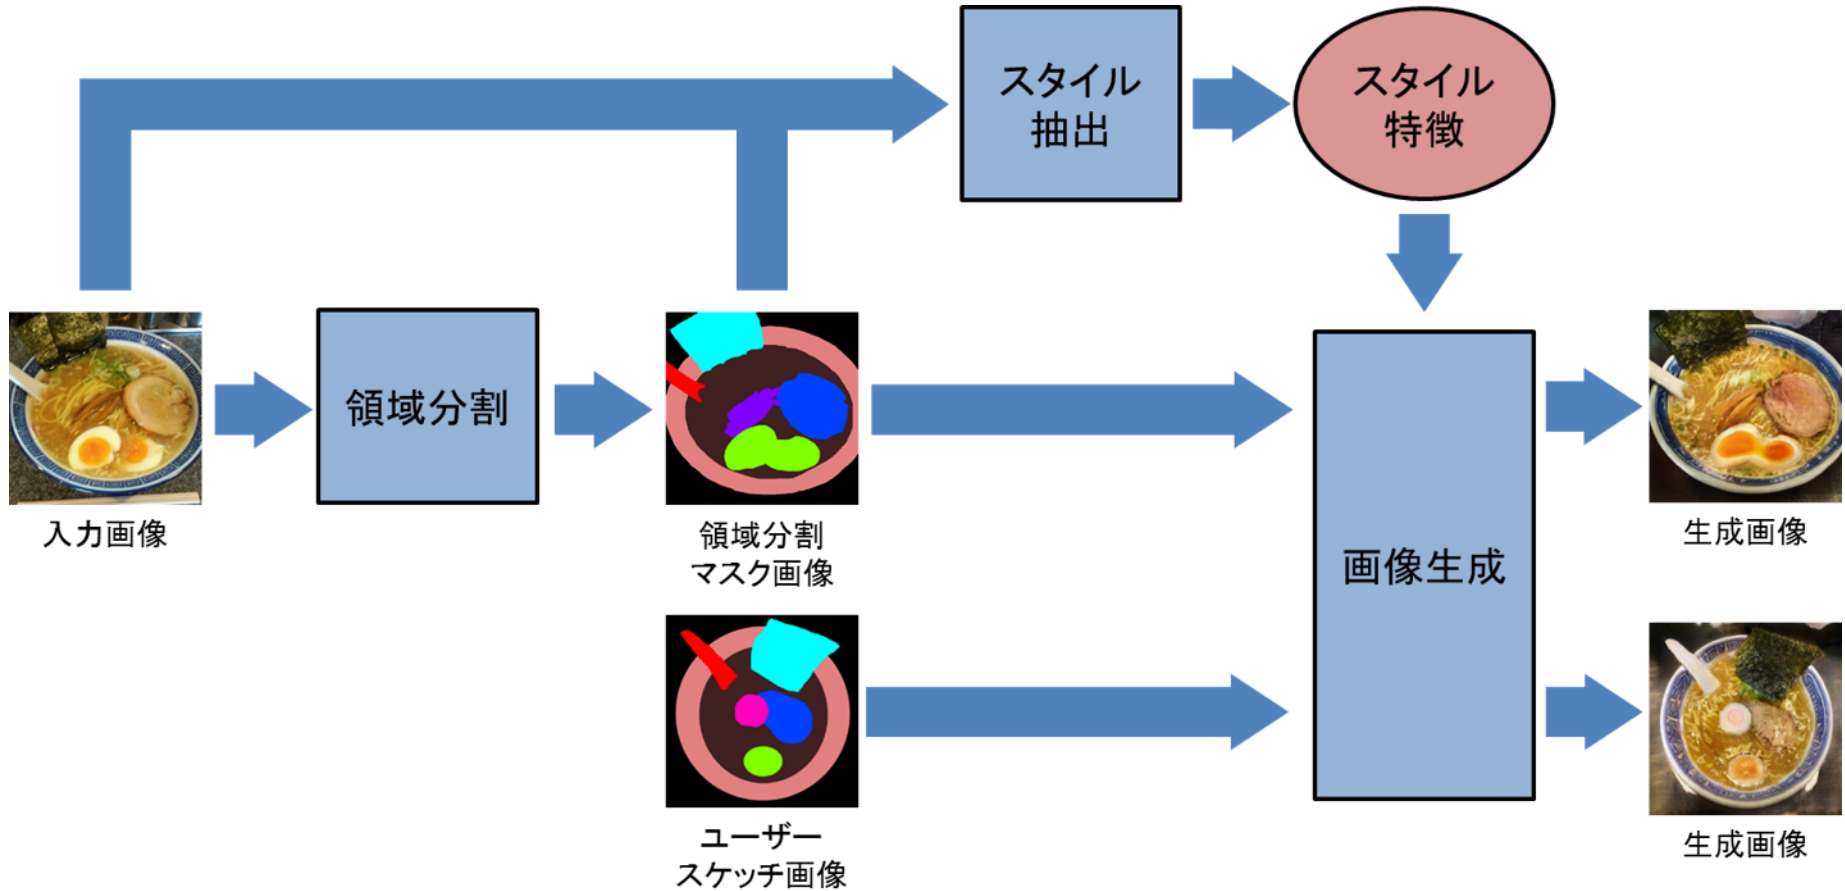 スタイル
抽出
スタイル
特徴
領域分割
入力画像
領域分割
マスク画像
画像生成
生成画像
ユーザー
スケッチ画像
生成画像